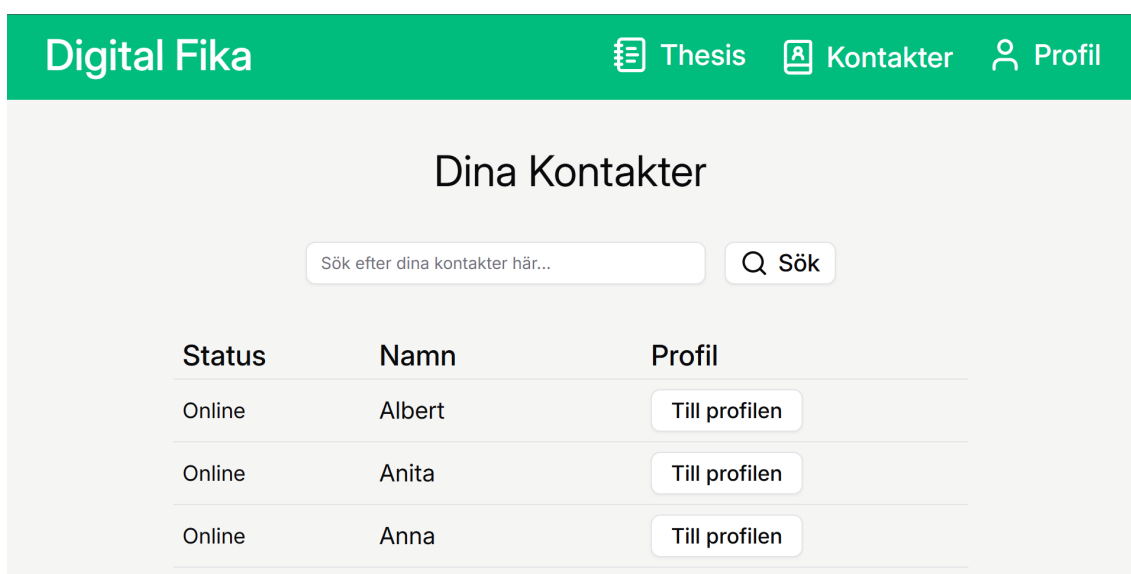 Digital Fika Thesis Kontakter Profil
Dina Kontakter
Sök efter dina kontakter här... Sök
Status Namn Profil
Online Albert Till profilen
Online Anita Till profilen
Online Anna Till profilen